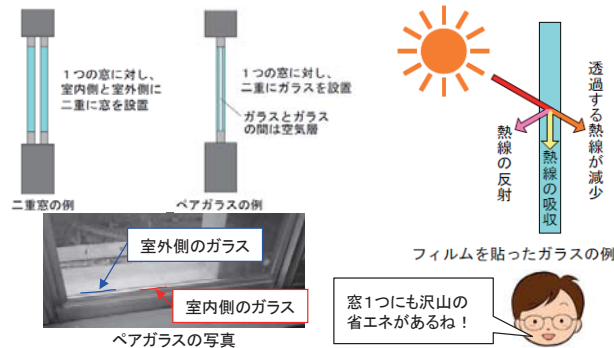 １つの窓に対し、
室内側と室外側に
二重に窓を設置
二重窓の例
１つの窓に対し、
二重にガラスを設置
ガラスとガラス
の間は空気層
ペアガラスの例
室外側のガラス
室内側のガラス
ペアガラスの写真
透過する熱線が減少
熱線の吸収
熱線の反射
フィルムを貼ったガラスの例
窓１つにも沢山の
省エネがあるね！